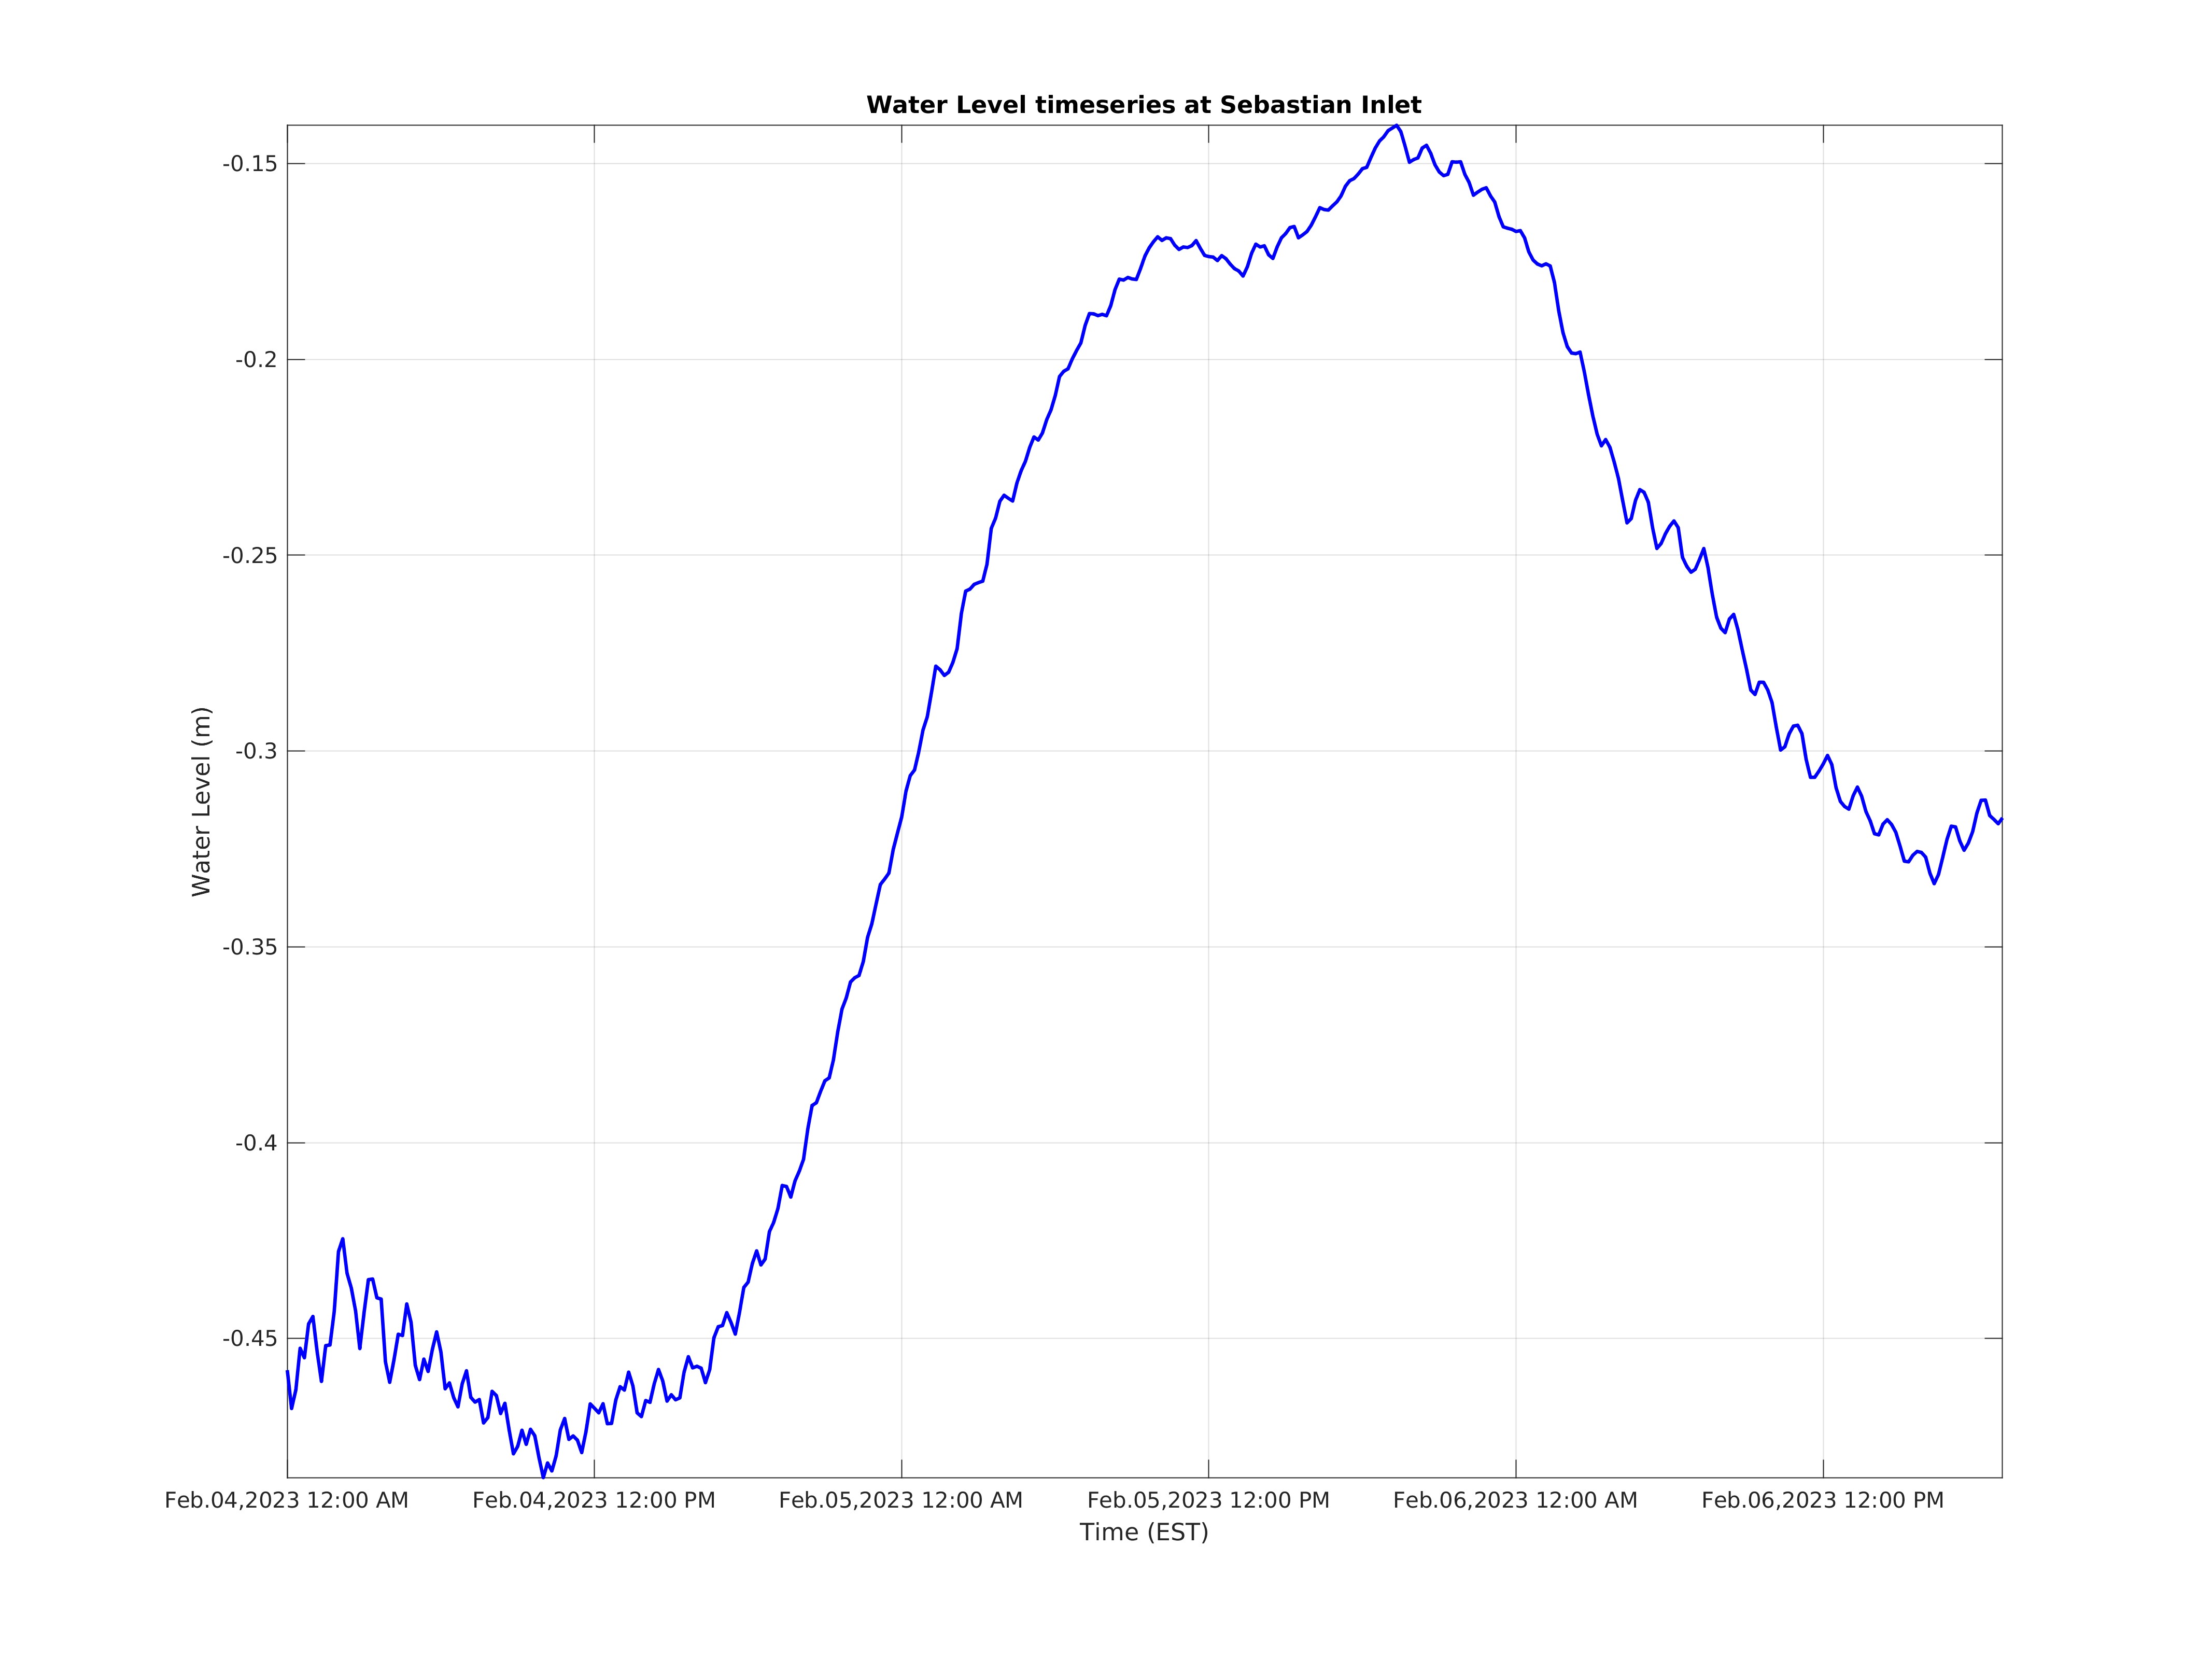 Water Level timeseries at Sebastian Inlet
-0.15
-0.2
-0.25
-0.3
-0.35
-0.4
-0.45
Water Level (m)
Feb.04,2023 12:00 AM Feb.04,2023 12:00 PM Feb.05,2023 12:00 AM Feb.05,2023 12:00 PM Feb.06,2023 12:00 AM Feb.06,2023 12:00 PM
Time (EST)